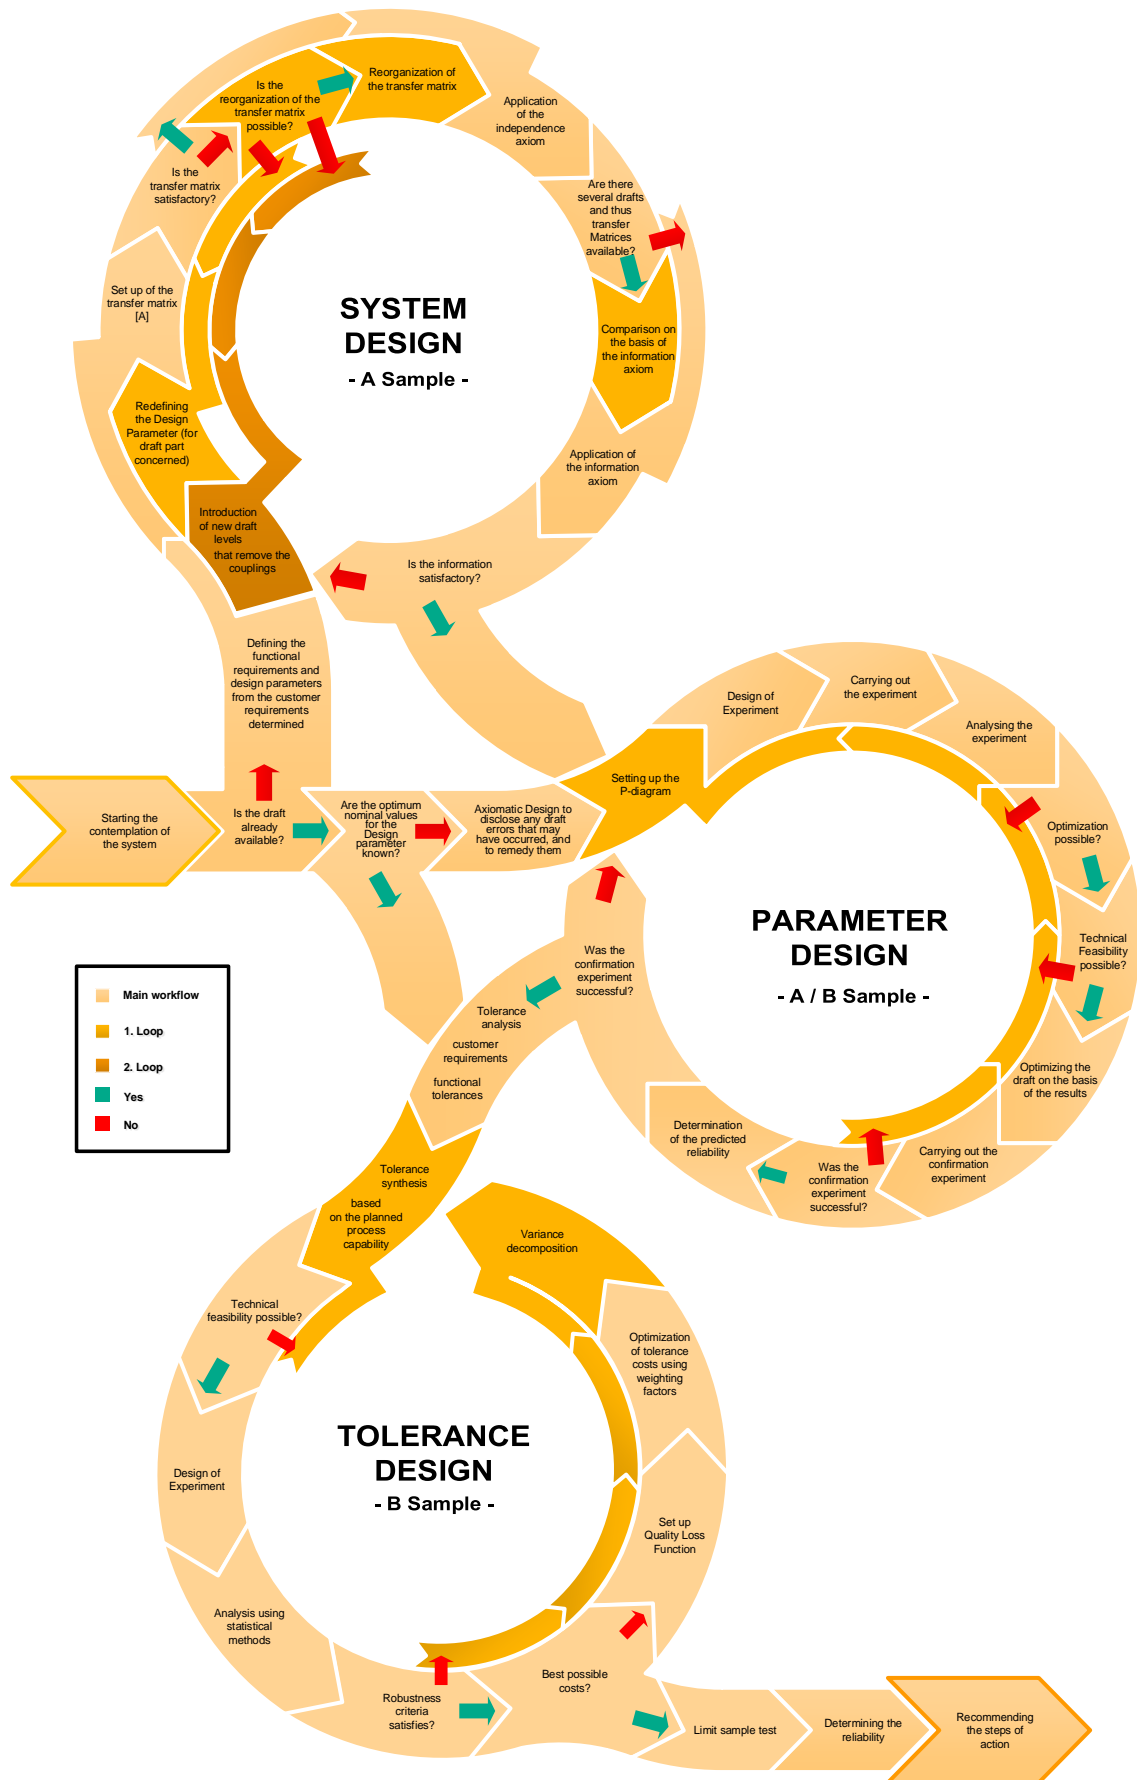 Reorganization of
the transfer matrix
Is the
reorganization of the
transfer matrix
possible?
Application
of the
independence
axiom
Is the
transfer matrix
satisfactory?
Are there
several drafts
and thus
transfer
Matrices
available?
Set up of the
transfer matrix
[A]
SYSTEM
DESIGN
- A Sample -
Comparison on
the basis of
the information
axiom
Redefining
the Design
Parameter (for
draft part
concerned)
Application of
the information
axiom
Introduction
of new draft
levels
that remove the
couplings
Is the information
satisfactory?
Defining the
functional
requirements and
design parameters
from the customer
requirements
determined
Starting the
contemplation of
the system
Is the draft
already
available?
Are the optimum
nominal values
for the
Design
parameter
known?
Axiomatic Design to
disclose any draft
errors that may
have occurred, and
to remedy them
Setting up the
P-diagram
Design of
Experiment
Carrying out
the experiment
Analysing the
experiment
Optimization
possible?
Technical
Feasibility
possible?
PARAMETER
DESIGN
- A / B Sample -
Optimizing the
draft on the basis
of the results
Carrying out the
confirmation
experiment
Was the
confirmation
experiment
successful?
Determination
of the predicted
reliability
Was the
confirmation
experiment
successful?
Main workflow
1. Loop
2. Loop
Yes
No
Tolerance
analysis
customer
requirements
functional
tolerances
Tolerance
synthesis
based
on the planned
process
capability
Variance
decomposition
Technical
feasibility possible?
Optimization
of tolerance
costs using
weighting
factors
TOLERANCE
DESIGN
- B Sample -
Design of
Experiment
Set up
Quality Loss
Function
Analysis using
statistical
methods
Robustness
criteria
satisfies?
Best possible
costs?
Limit sample test
Determining the
reliability
Recommending
the steps of
action